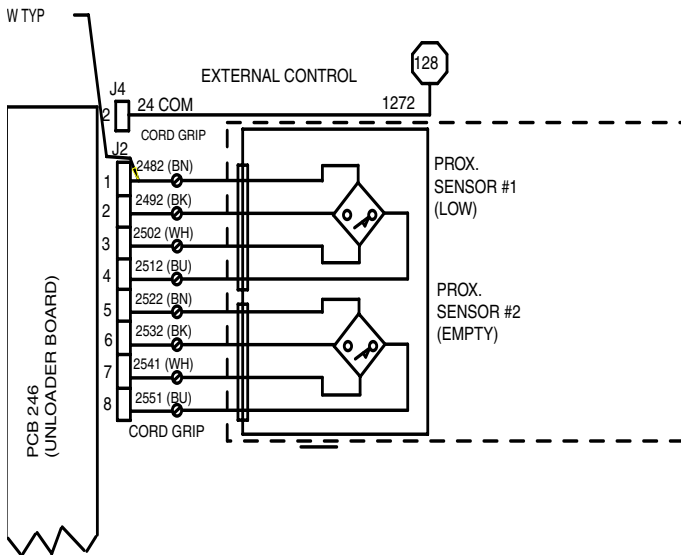 W TYP
128
EXTERNAL CONTROL
J4
2
24 COM
1272
CORD GRIP
J2
1
2482 (BN)
2
2492 (BK)
3
2502 (WH)
4
2512 (BU)
5
2522 (BN)
6
2532 (BK)
7
2541 (WH)
8
2551 (BU)
CORD GRIP
PROX.
SENSOR #1
(LOW)
PROX.
SENSOR #2
(EMPTY)
PCB 246
(UNLOADER BOARD)